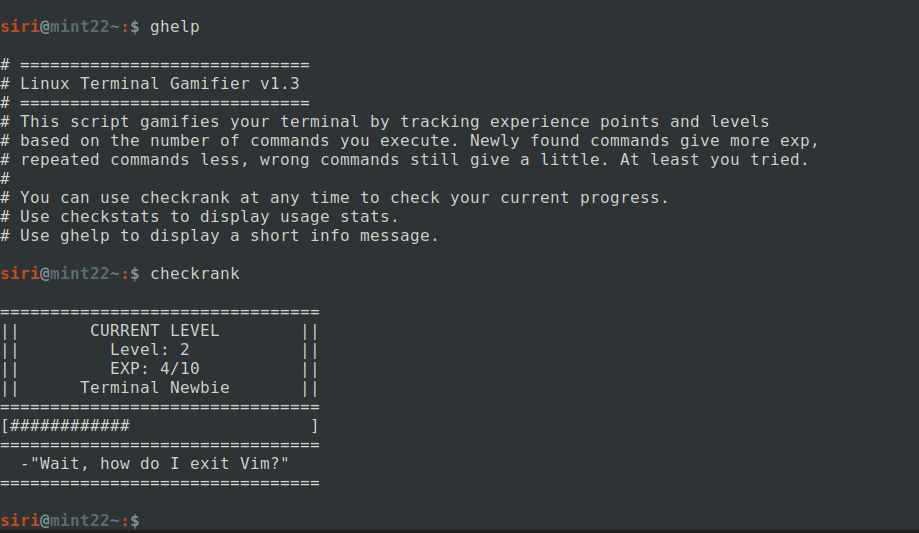 siri@mint22~:$ ghelp
# =============================
# Linux Terminal Gamifier v1.3
# =============================
# This script gamifies your terminal by tracking experience points and levels
# based on the number of commands you execute. Newly found commands give more exp,
# repeated commands less, wrong commands still give a little. At least you tried.
#
# You can use checkrank at any time to check your current progress.
# Use checkstats to display usage stats.
# Use ghelp to display a short info message.
siri@mint22~:$ checkrank
================================
||       CURRENT LEVEL        ||
||         Level: 2           ||
||         EXP: 4/10          ||
||      Terminal Newbie       ||
================================
[############                  ]
================================
  -"Wait, how do I exit Vim?"
================================
siri@mint22~:$